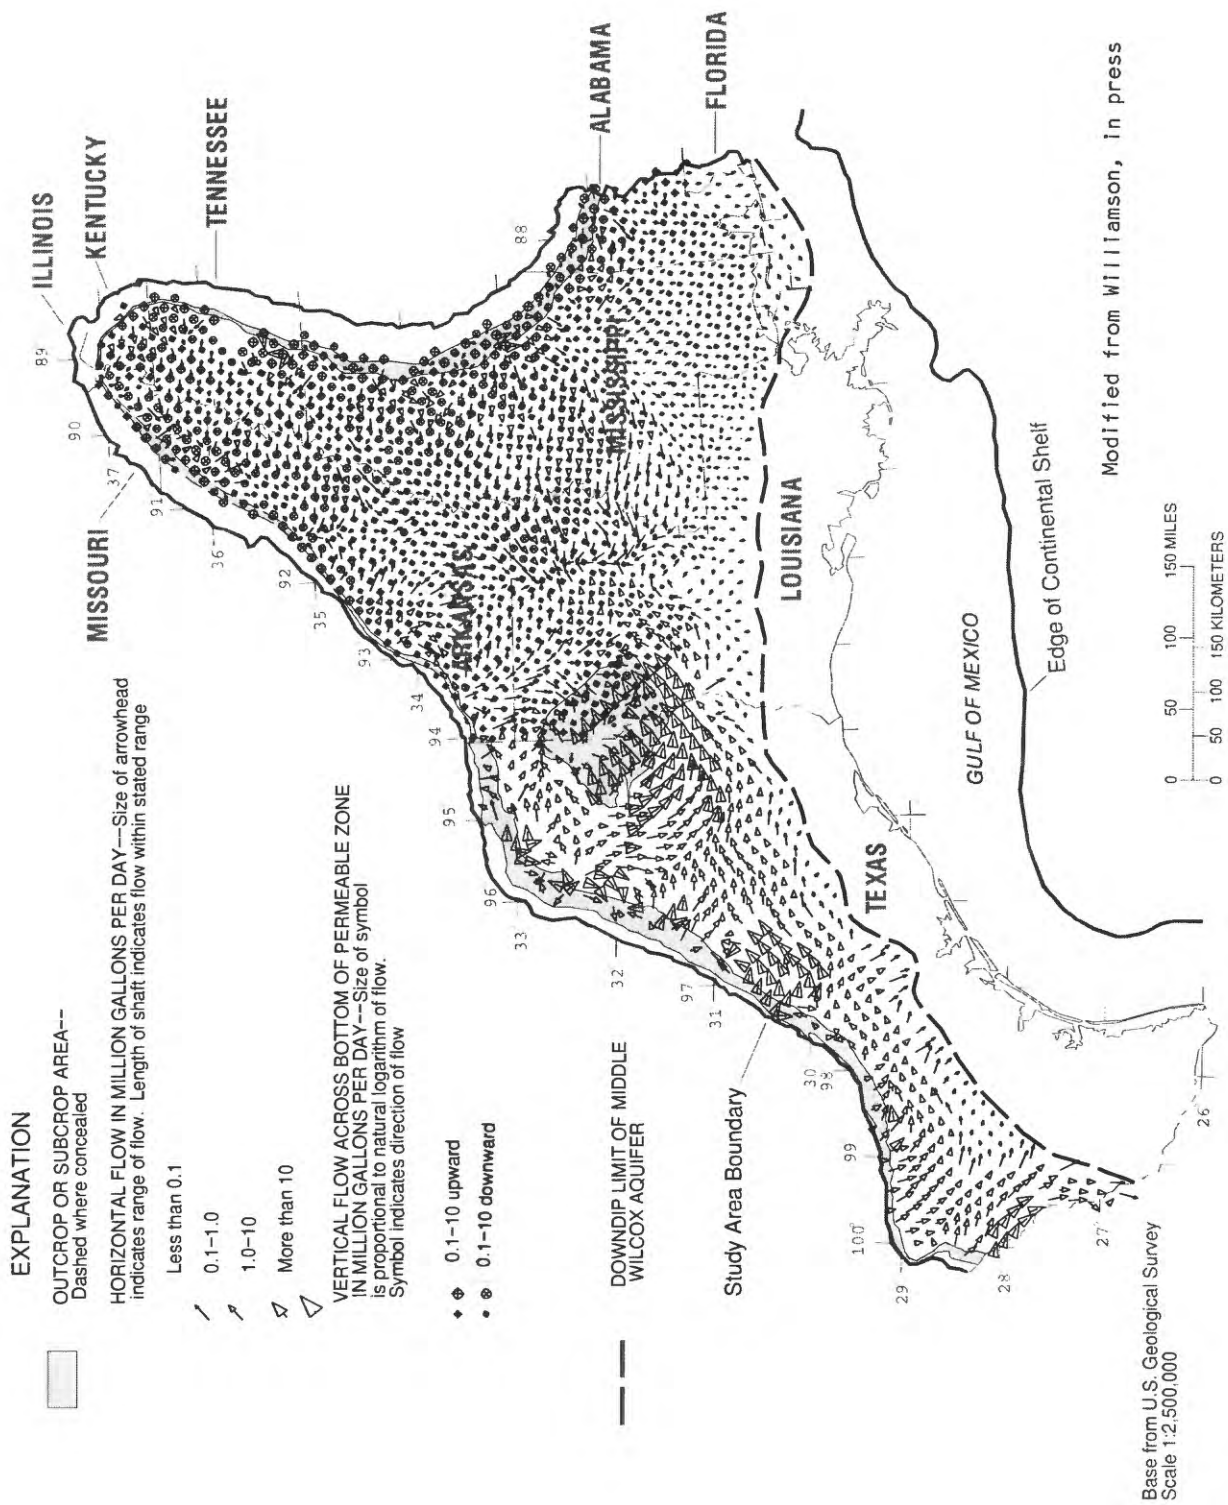 EXPLANATION
OUTCROP OR SUBCROP AREA--
Dashed where concealed
HORIZONTAL FLOW IN MILLION GALLONS PER DAY--Size of arrowhead
indicates range of flow. Length of shaft indicates flow within stated range
Less than 0.1
0.1-1.0
1.0-10
More than 10
VERTICAL FLOW ACROSS BOTTOM OF PERMEABLE ZONE
IN MILLION GALLONS PER DAY--Size of symbol
is proportional to natural logarithm of flow.
Symbol indicates direction of flow
0.1-10 upward
0.1-10 downward
DOWNDIP LIMIT OF MIDDLE
WILCOX AQUIFER
Study Area Boundary
ILLINOIS
KENTUCKY
TENNESSEE
MISSOURI
ARKANSAS
MISSISSIPPI
ALABAMA
FLORIDA
LOUISIANA
TEXAS
GULF OF MEXICO
Edge of Continental Shelf
89
90
37
91
36
92
35
93
34
94
95
96
33
32
97
31
30
98
99
100°
29
28
27
26
88
0 50 100 150 MILES
0 50 100 150 KILOMETERS
Base from U.S. Geological Survey
Scale 1:2,500,000
Modified from Williamson, in press